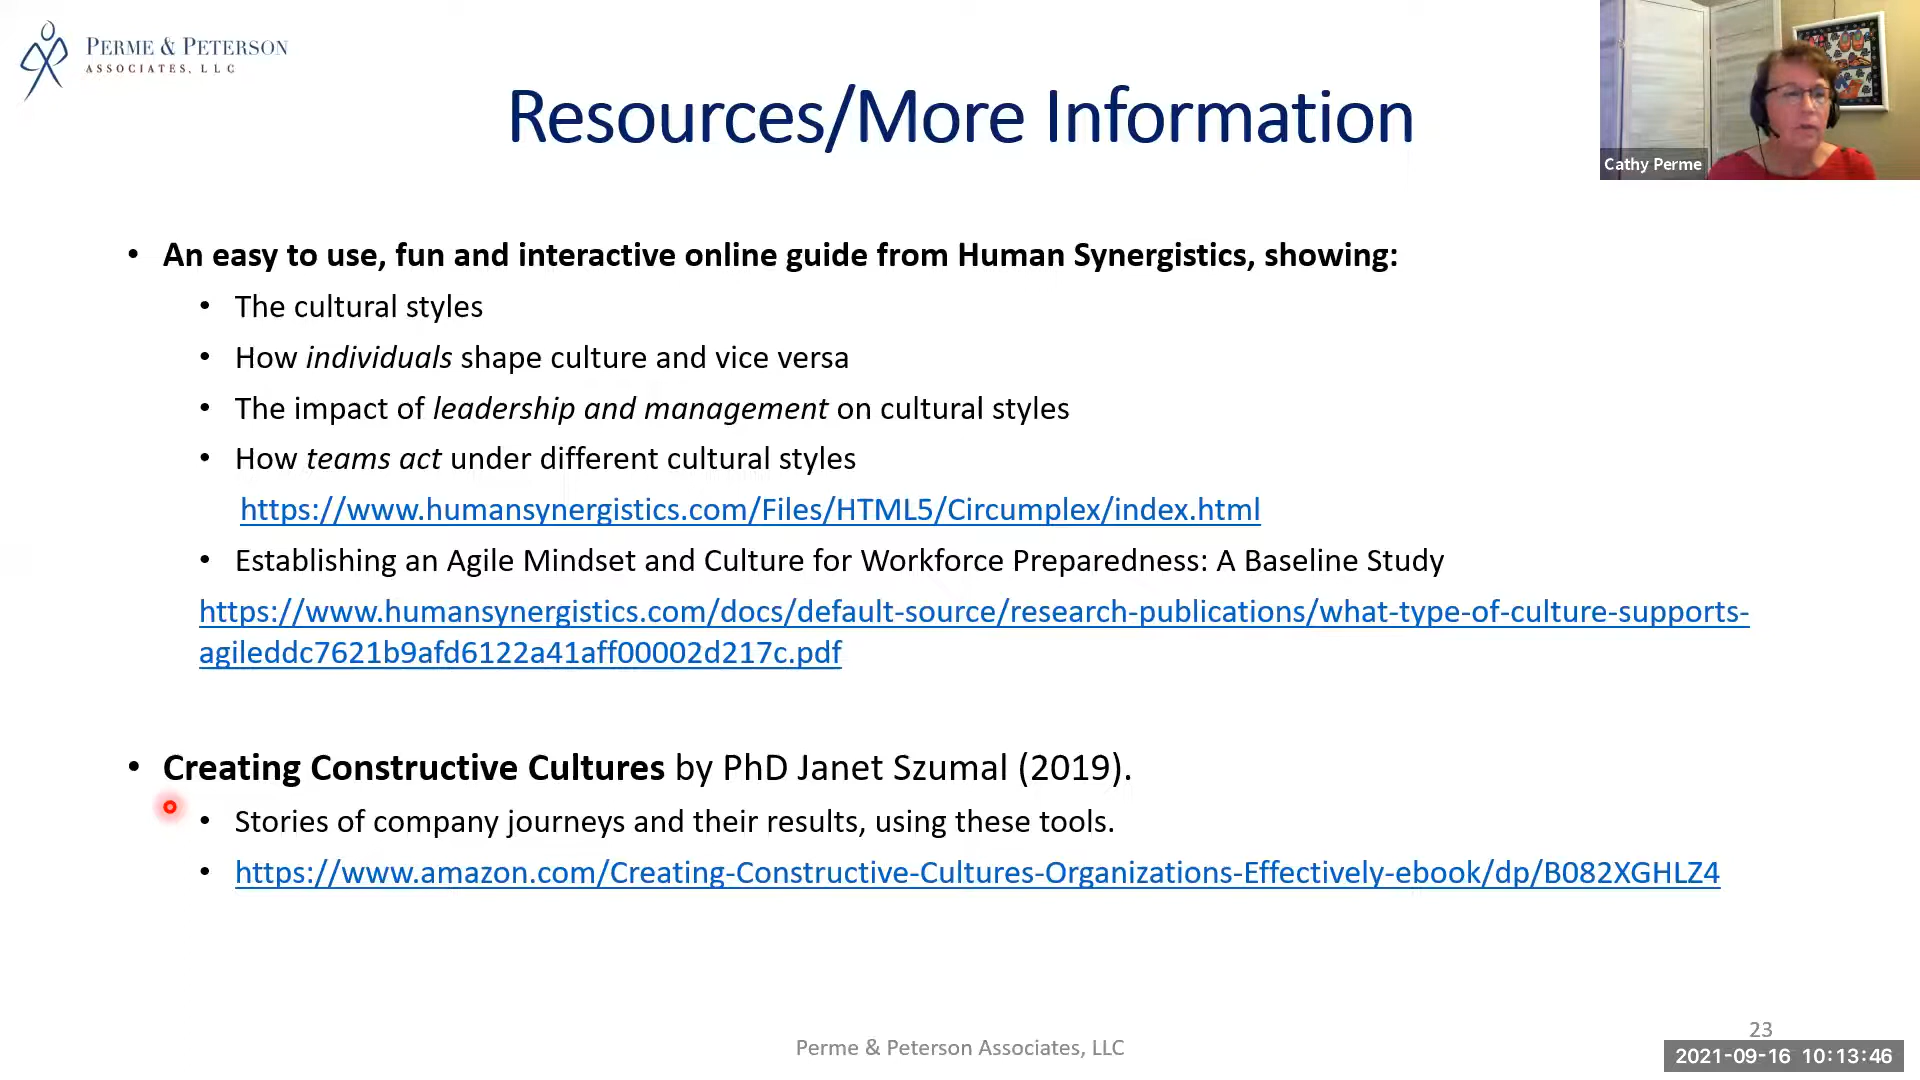 PERME & PETERSON
ASSOCIATES, LLC
Resources/More Information
Cathy Perme
• An easy to use, fun and interactive online guide from Human Synergistics, showing:
• The cultural styles
• How individuals shape culture and vice versa
• The impact of leadership and management on cultural styles
• How teams act under different cultural styles
https://www.humansynergistics.com/Files/HTML5/Circumplex/index.html
• Establishing an Agile Mindset and Culture for Workforce Preparedness: A Baseline Study
https://www.humansynergistics.com/docs/default-source/research-publications/what-type-of-culture-supports-
agileddc7621b9afd6122a41aff00002d217c.pdf
• Creating Constructive Cultures by PhD Janet Szumal (2019).
• Stories of company journeys and their results, using these tools.
• https://www.amazon.com/Creating-Constructive-Cultures-Organizations-Effectively-ebook/dp/B082XGHLZ4
Perme & Peterson Associates, LLC
23
2021-09-16 10:13:46